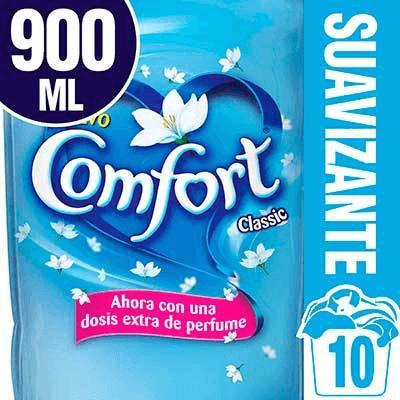 900
ML
Comfort
Classic
Ahora con una
dosis extra de perfume
SUAVIZANTE
10